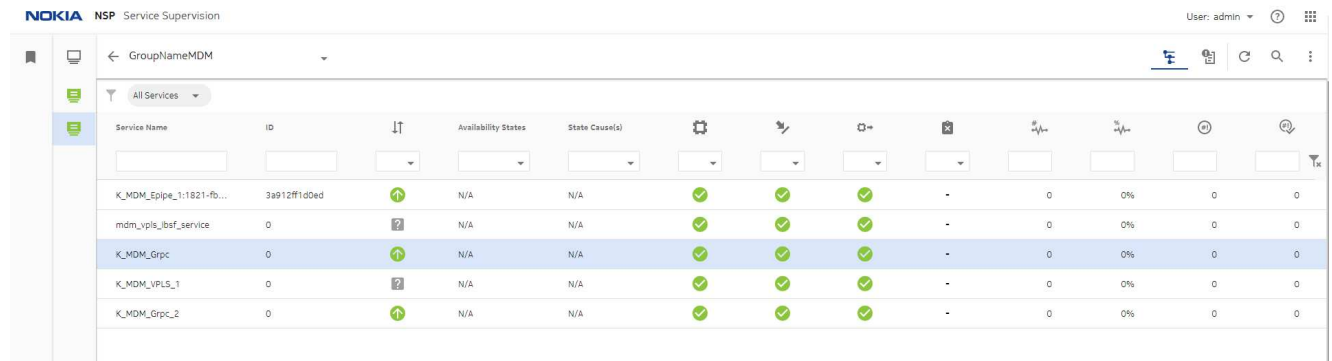 NOKIA NSP Service Supervision User: admin
GroupNameMDM
All Services
Service Name ID Availability States State Cause(s) # % #! #!
K_MDM_Epipe_1:1821-fb... 3a912ff1d0ed N/A N/A - 0 0% 0 0
mdm_vpls_ibsf_service 0 ? N/A N/A - 0 0% 0 0
K_MDM_Grpc 0 N/A N/A - 0 0% 0 0
K_MDM_VPLS_1 0 ? N/A N/A - 0 0% 0 0
K_MDM_Grpc_2 0 N/A N/A - 0 0% 0 0